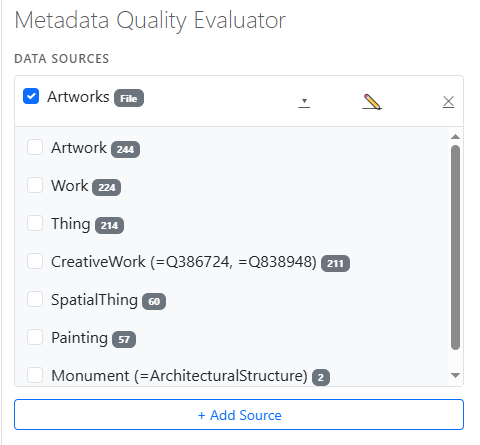 Metadata Quality Evaluator
DATA SOURCES
Artworks File
Artwork 244
Work 224
Thing 214
CreativeWork (=Q386724, =Q838948) 211
SpatialThing 60
Painting 57
Monument (=ArchitecturalStructure) 2
+ Add Source